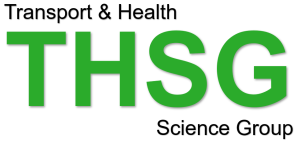 Transport & Health
THSG
Science Group